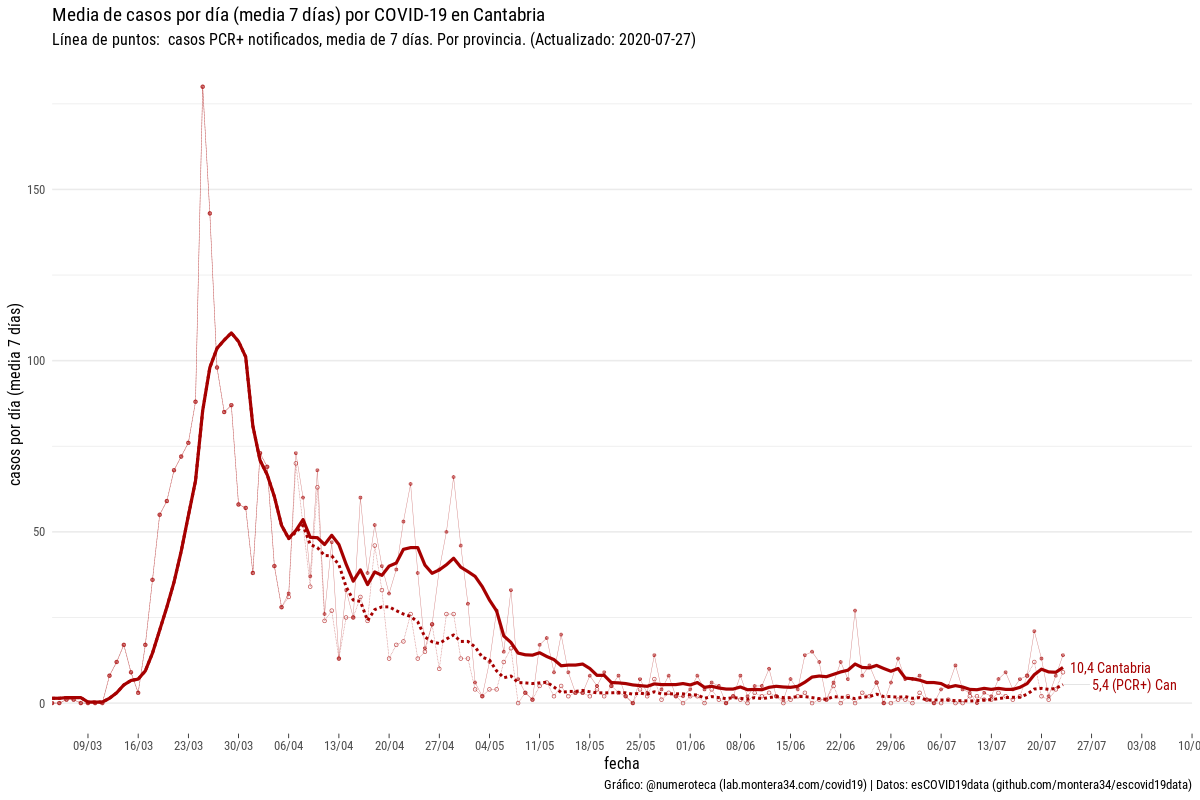 Media de casos por día (media 7 días) por COVID-19 en Cantabria
Línea de puntos:  casos PCR+ notificados, media de 7 días. Por provincia. (Actualizado: 2020-07-27)
casos por día (media 7 días)
150
100
50
0
10,4 Cantabria
5,4 (PCR+) Can
09/03 16/03 23/03 30/03 06/04 13/04 20/04 27/04 04/05 11/05 18/05 25/05 01/06 08/06 15/06 22/06 29/06 06/07 13/07 20/07 27/07 03/08 10/0
fecha
Gráfico: @numeroteca (lab.montera34.com/covid19) | Datos: esCOVID19data (github.com/montera34/escovid19data)